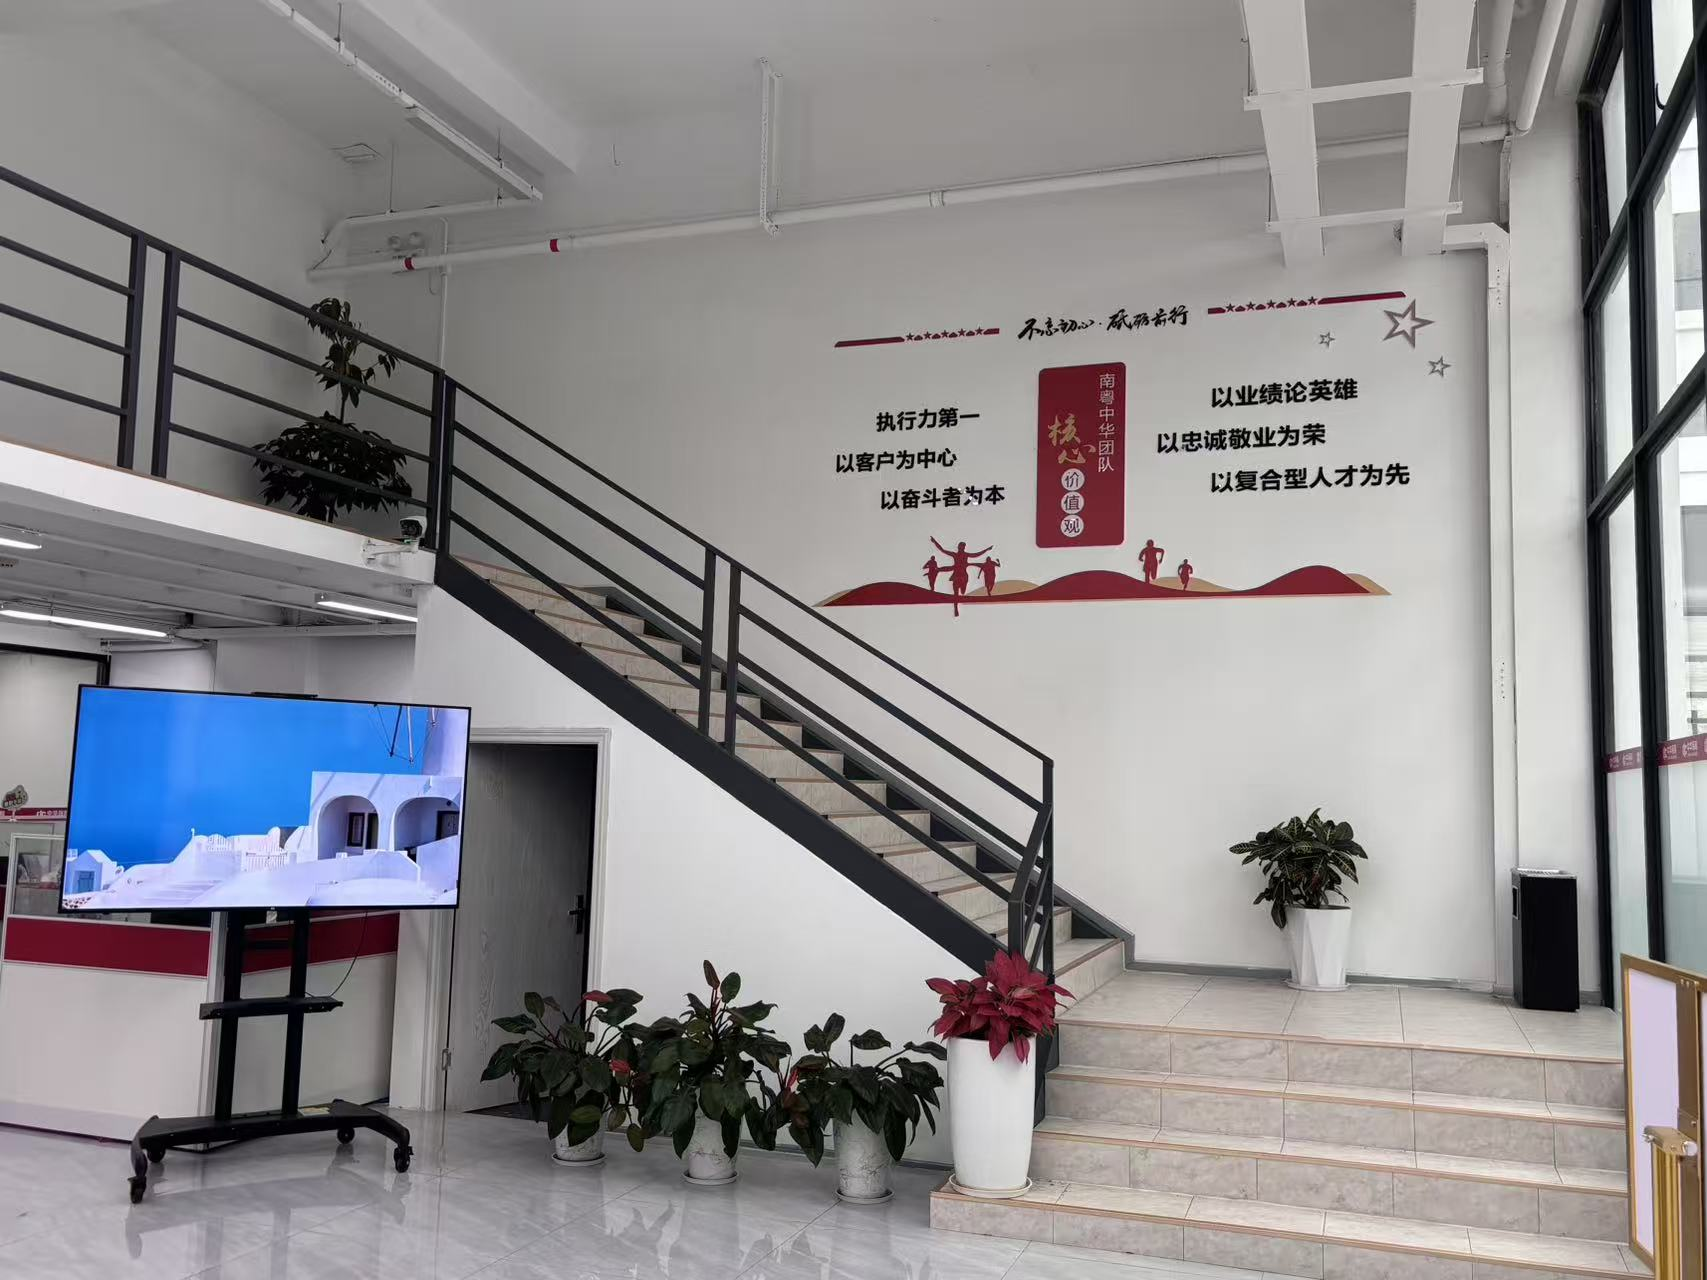 不忘初心·砥砺前行
执行力第一
以客户为中心
以奋斗者为本
南粤中华团队
核心
价值观
以业绩论英雄
以忠诚敬业为荣
以复合型人才为先